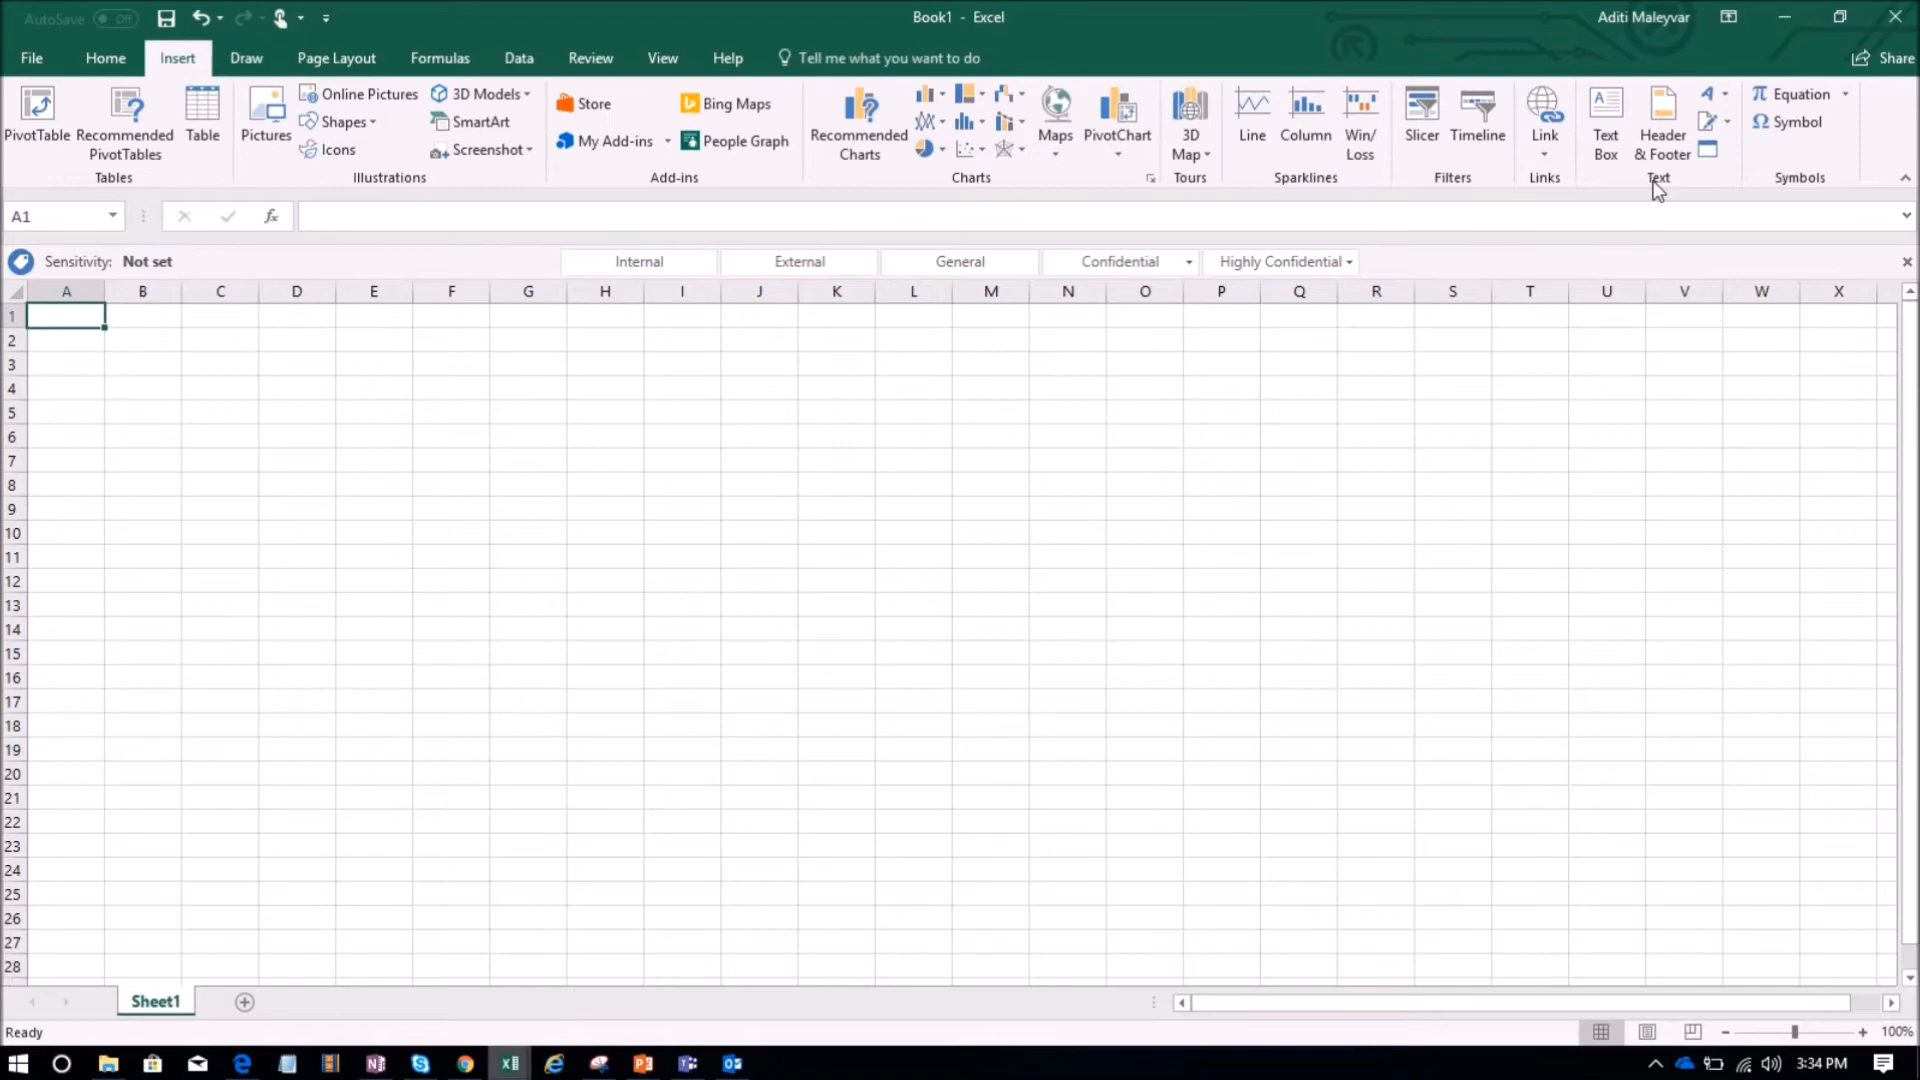 AutoSave Off
Book1 - Excel
Aditi Maleyvar
File Home Insert Draw Page Layout Formulas Data Review View Help Tell me what you want to do Share
PivotTable Recommended PivotTables Table
Tables
Pictures Online Pictures Shapes Icons 3D Models SmartArt Screenshot
Illustrations
Store My Add-ins Bing Maps People Graph
Add-ins
Recommended Charts Maps PivotChart
Charts
3D Map
Tours
Line Column Win/ Loss
Sparklines
Slicer Timeline
Filters
Link
Links
Text Box Header & Footer
Text
Equation Symbol
Symbols
A1 fx
Sensitivity: Not set Internal External General Confidential Highly Confidential
A B C D E F G H I J K L M N O P Q R S T U V W X
1
2
3
4
5
6
7
8
9
10
11
12
13
14
15
16
17
18
19
20
21
22
23
24
25
26
27
28
Sheet1
Ready 100%
3:34 PM